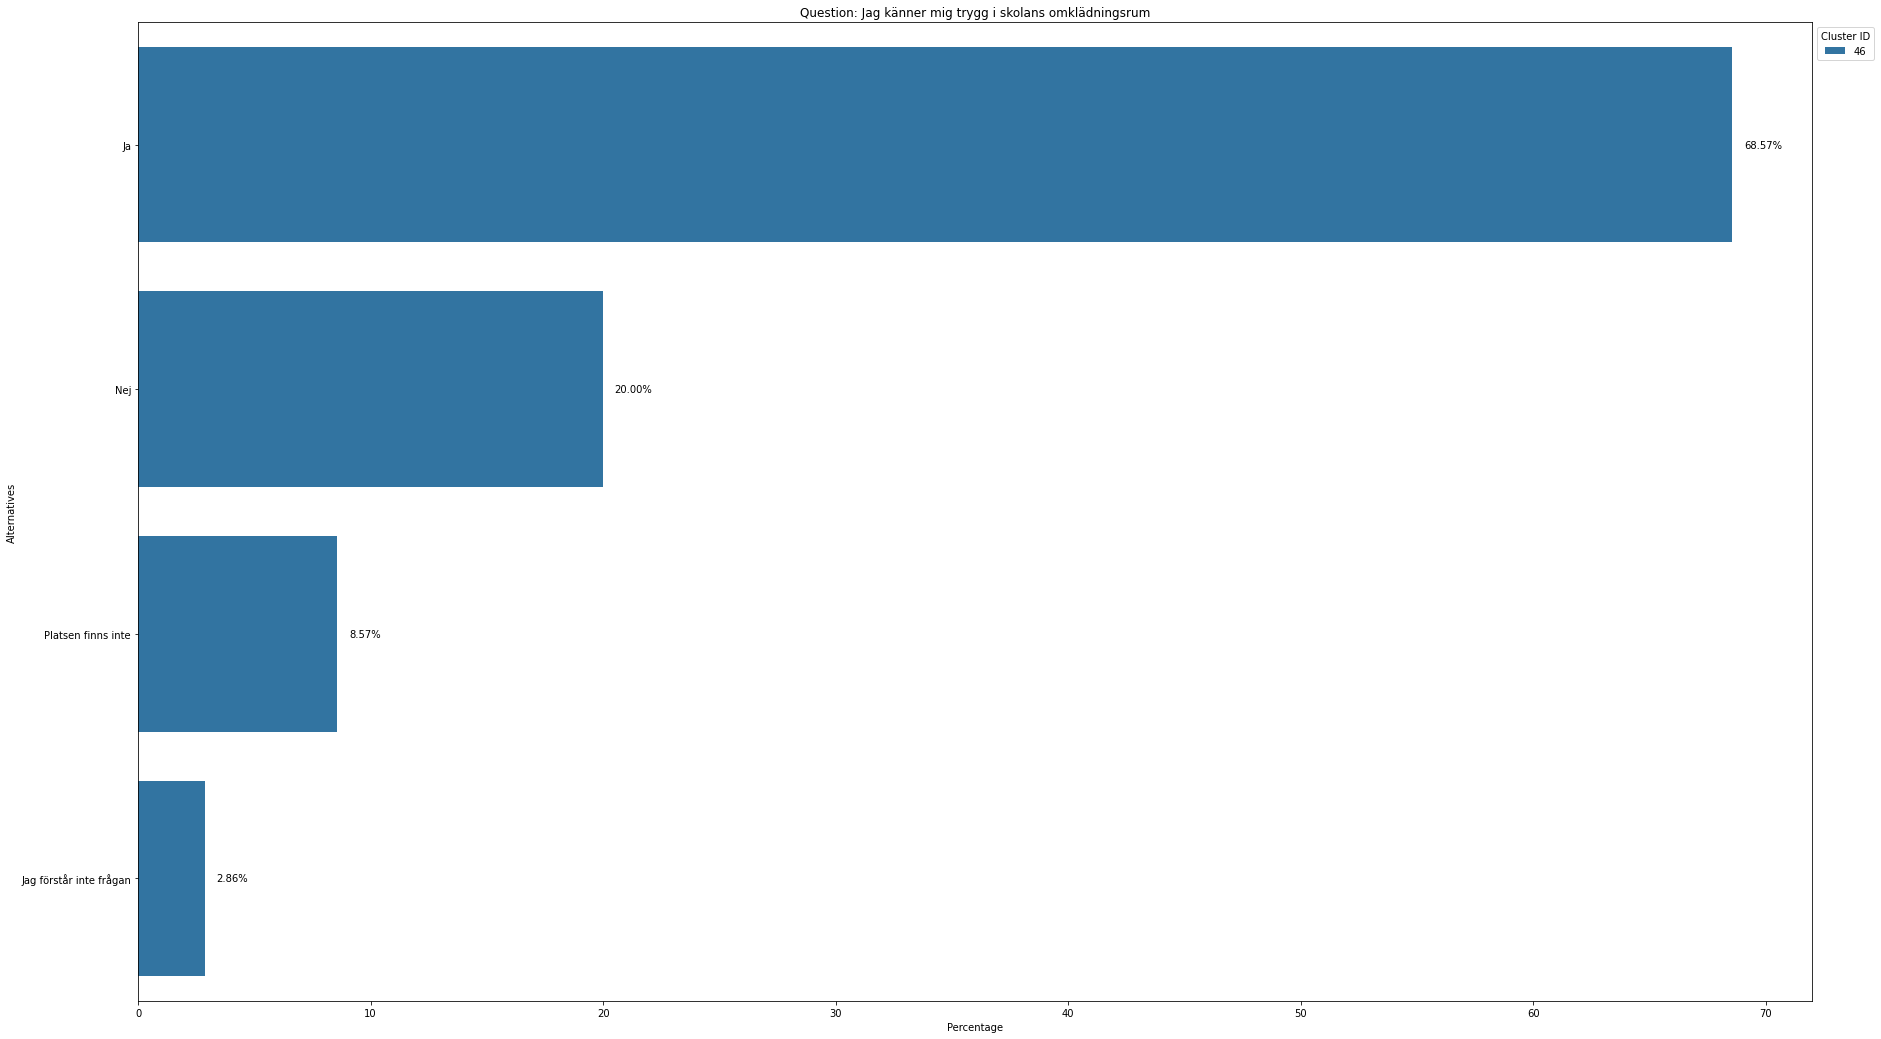 Question: Jag känner mig trygg i skolans omklädningsrum
Cluster ID
46
Ja
68.57%
Nej
20.00%
Alternatives
Platsen finns inte
8.57%
Jag förstår inte frågan
2.86%
0 10 20 30 40 50 60 70
Percentage